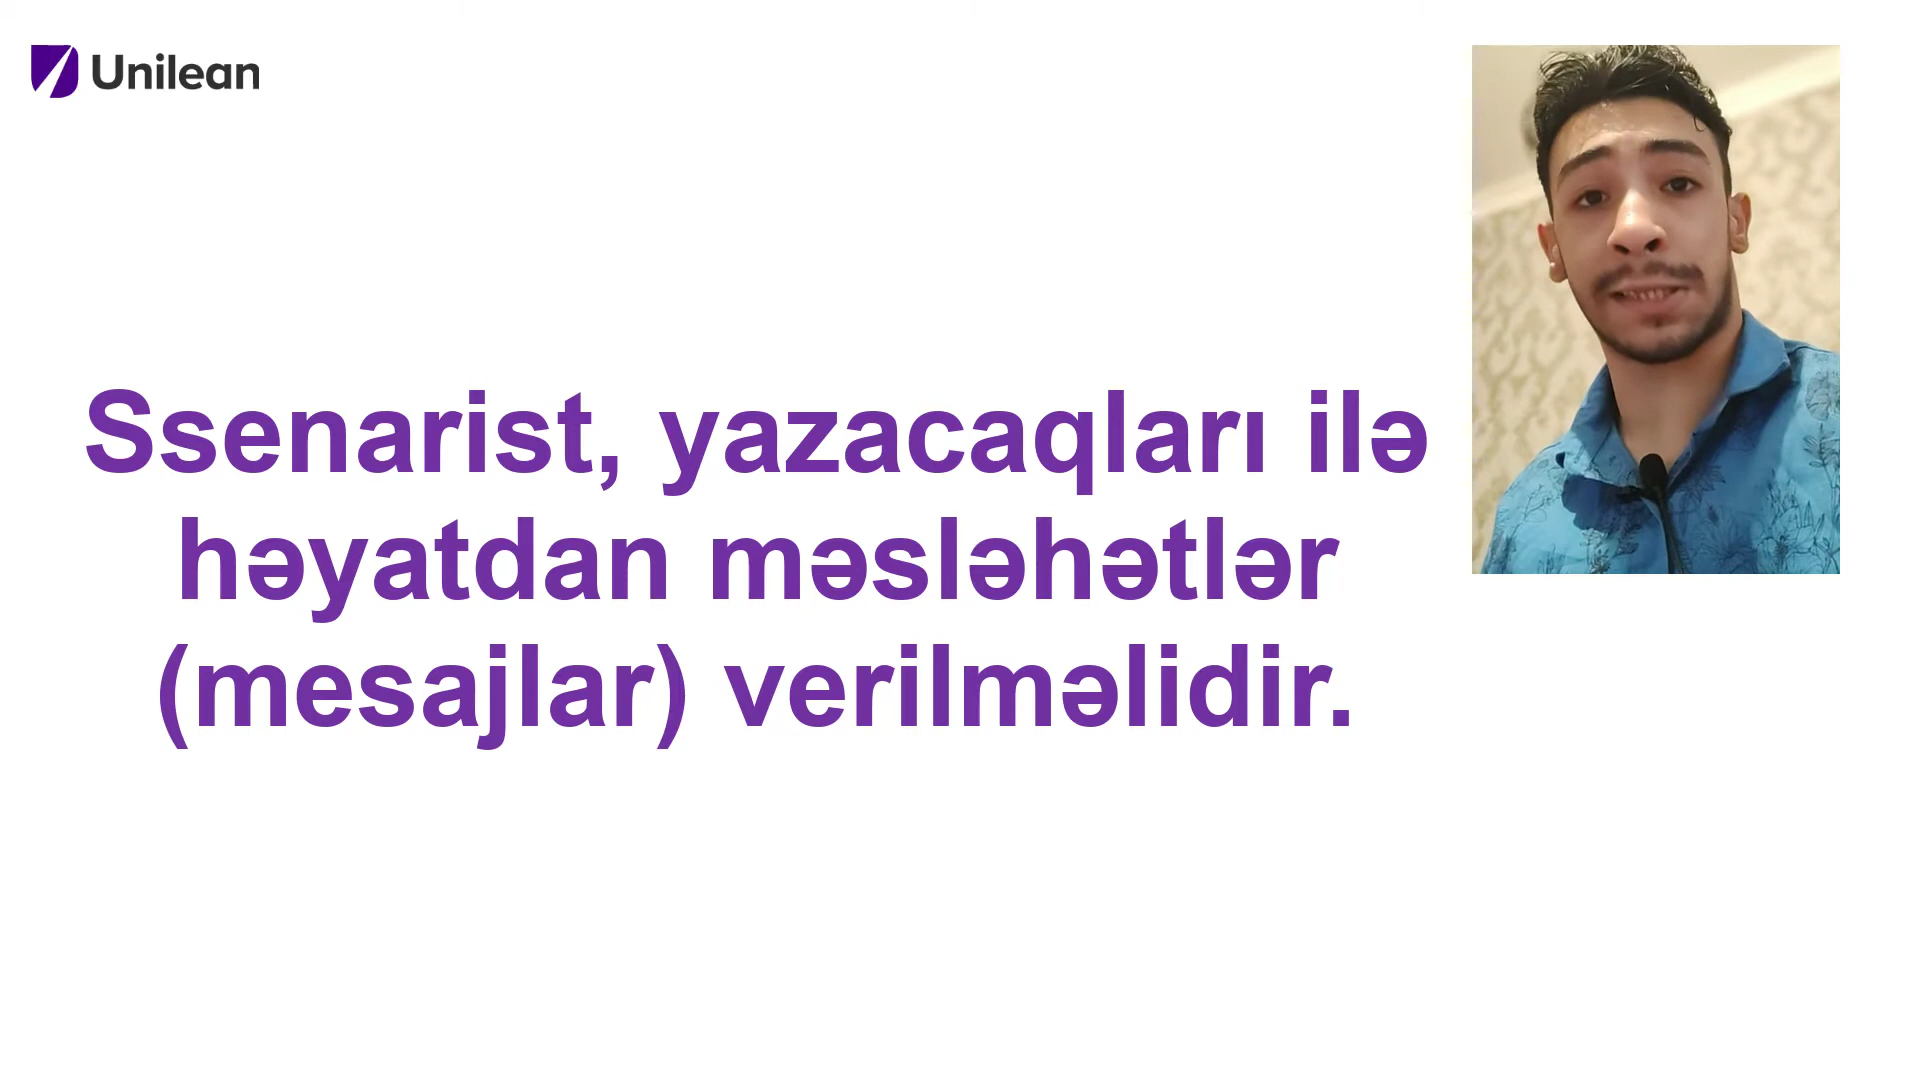 Unilean
Ssenarist, yazacaqları ilə
həyatdan məsləhətlər
(mesajlar) verilməlidir.